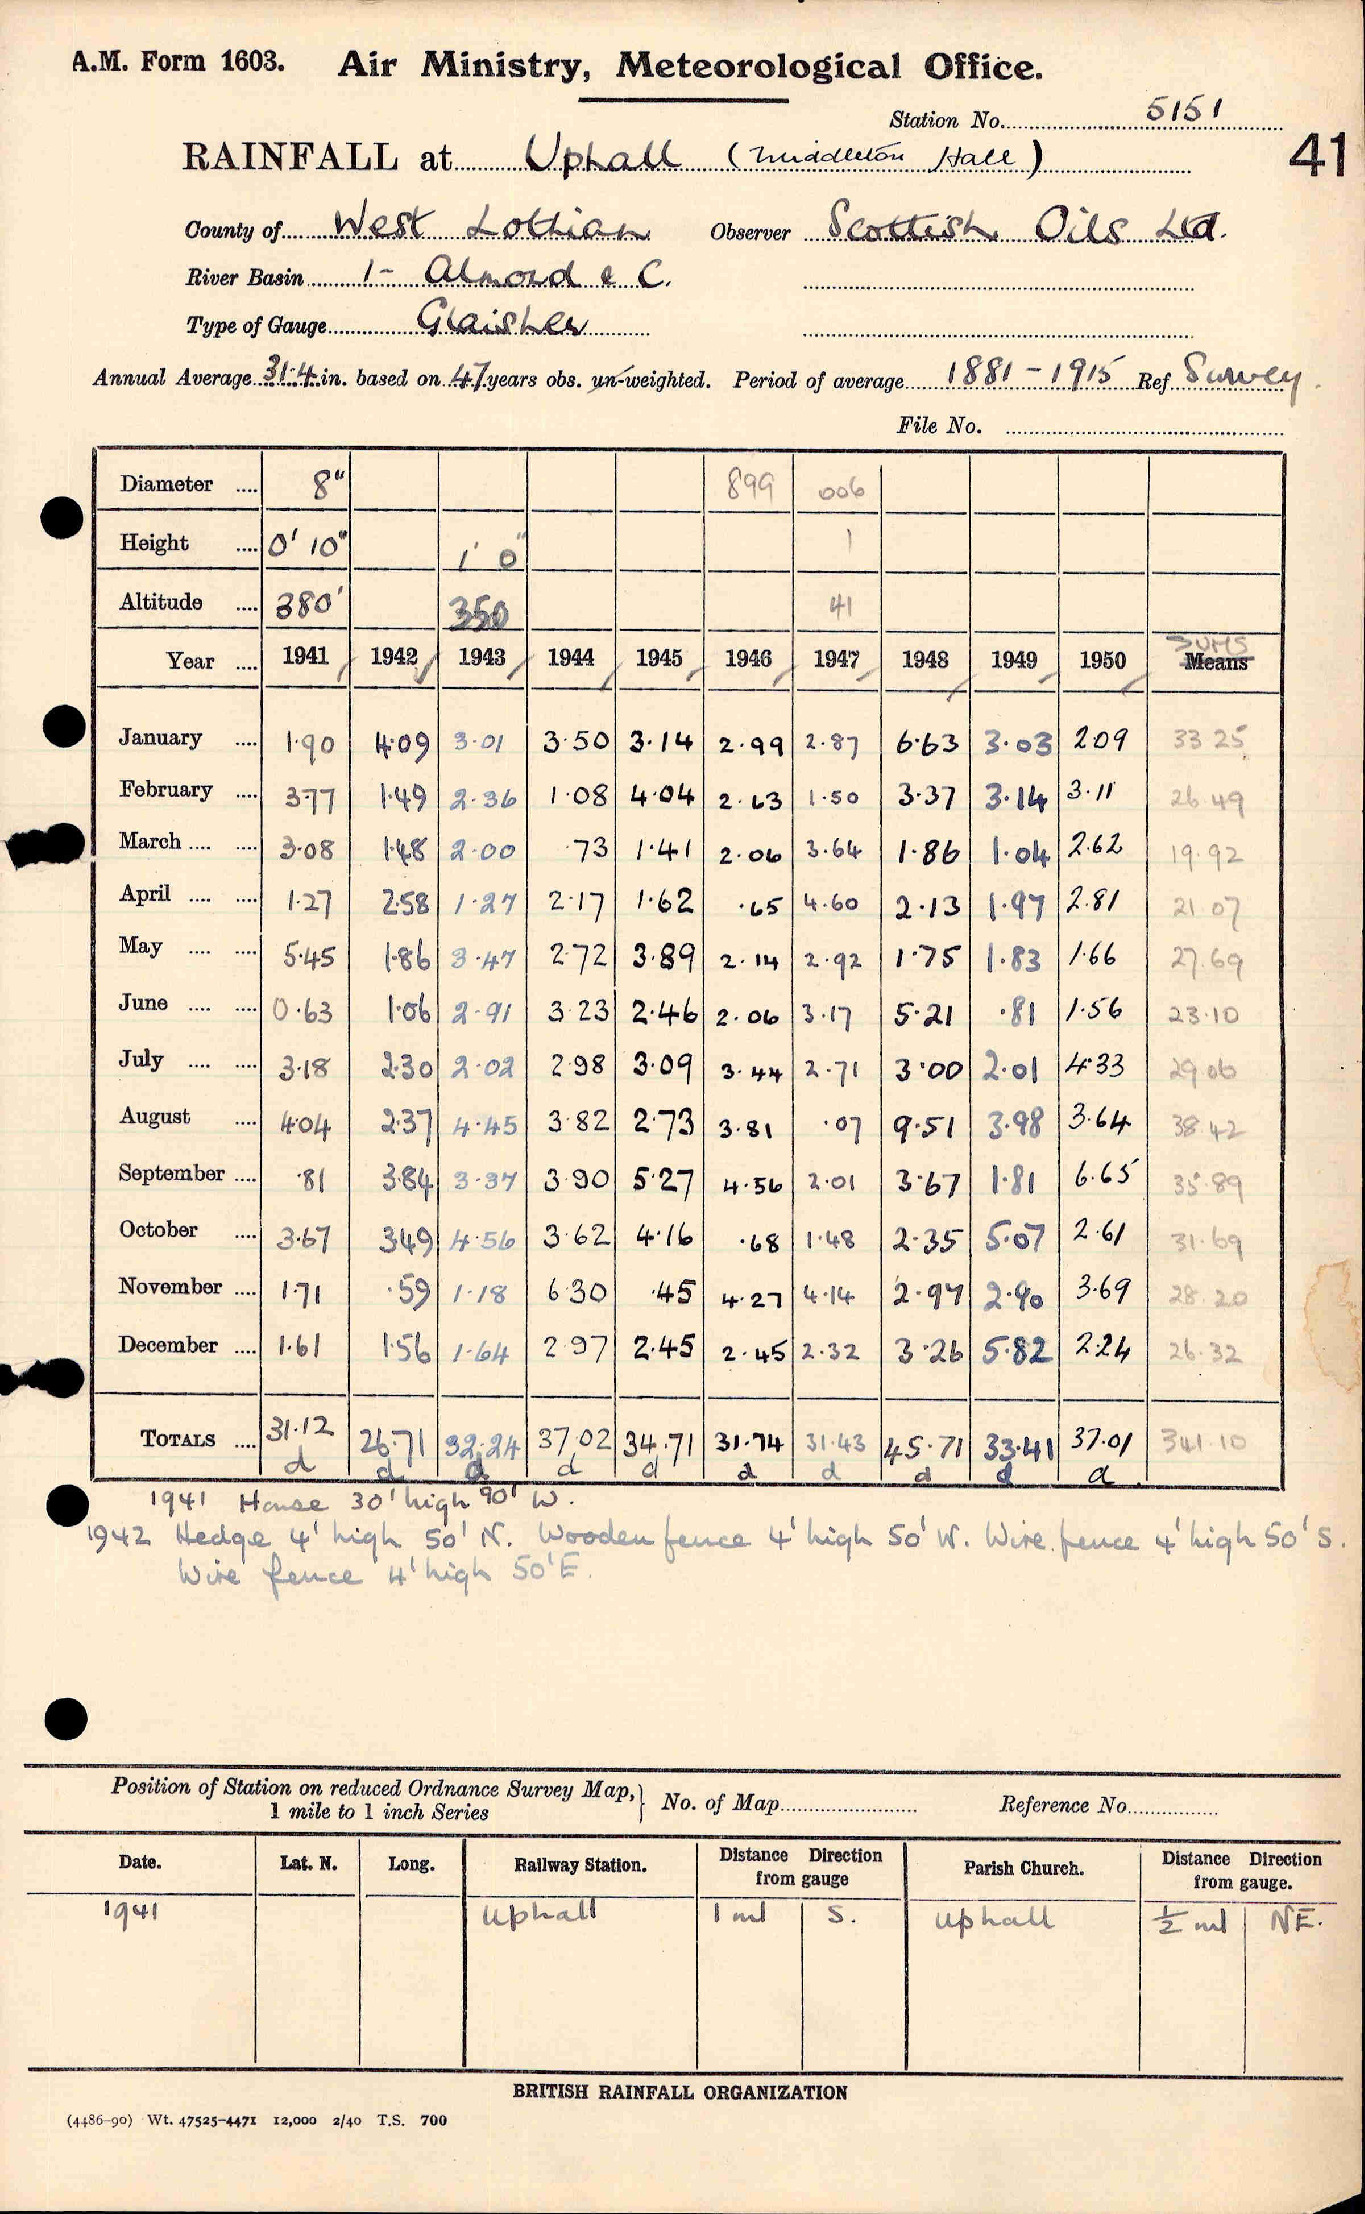 A.M. Form 1603. Air Ministry, Meteorological Office.
Station No. 5151
41
RAINFALL at Uphall (Middleton Hall)
County of West Lothian Observer Scottish Oils Ltd.
River Basin 1- Almond & C.
Type of Gauge Glaisher
Annual Average 31.4 in. based on 47 years obs. un-weighted. Period of average 1881-1915 Ref Survey.
File No.
Diameter 8" 899 006
Height 0' 10" 1' 0" 1
Altitude 380' 350 41
Year 1941 1942 1943 1944 1945 1946 1947 1948 1949 1950 SUMS Means
January 1.90 4.09 3.01 3.50 3.14 2.99 2.87 6.63 3.03 2.09 33 25
February 3.77 1.49 2.36 1.08 4.04 2.63 1.50 3.37 3.14 3.11 26.49
March 3.08 1.48 2.00 .73 1.41 2.06 3.64 1.86 1.04 2.62 19.92
April 1.27 2.58 1.27 2.17 1.62 .65 4.60 2.13 1.97 2.81 21.07
May 5.45 1.86 3.47 2.72 3.89 2.14 2.92 1.75 1.83 1.66 27.69
June 0.63 1.06 2.91 3.23 2.46 2.06 3.17 5.21 .81 1.56 23.10
July 3.18 2.30 2.02 2.98 3.09 3.44 2.71 3.00 2.01 4.33 29.06
August 4.04 2.37 4.45 3.82 2.73 3.81 .07 9.51 3.98 3.64 38.42
September .81 3.84 3.37 3.90 5.27 4.56 2.01 3.67 1.81 6.65 35.89
October 3.67 3.49 4.56 3.62 4.16 .68 1.48 2.35 5.07 2.61 31.69
November 1.71 .59 1.18 6.30 .45 4.27 4.14 2.97 2.90 3.69 28.20
December 1.61 1.56 1.64 2.97 2.45 2.45 2.32 3.26 5.82 2.24 26.32
TOTALS 31.12 26.71 32.24 37.02 34.71 31.74 31.43 45.71 33.41 37.01 341.10
d d d d d d d d d d
1941 House 30' high 90' W.
1942 Hedge 4' high 50' N. Wooden fence 4' high 50' W. Wire fence 4' high 50' S.
Wire fence 4' high 50' E.
Position of Station on reduced Ordnance Survey Map, 1 mile to 1 inch Series } No. of Map Reference No.
Date. Lat. N. Long. Railway Station. Distance Direction from gauge Parish Church. Distance Direction from gauge.
1941 Uphall 1 ml S. Uphall ½ ml NE.
BRITISH RAINFALL ORGANIZATION
(4486-90) Wt. 47525-4471 12,000 2/40 T.S. 700